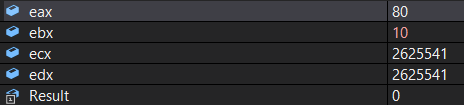 eax 80
ebx 10
ecx 2625541
edx 2625541
Result 0